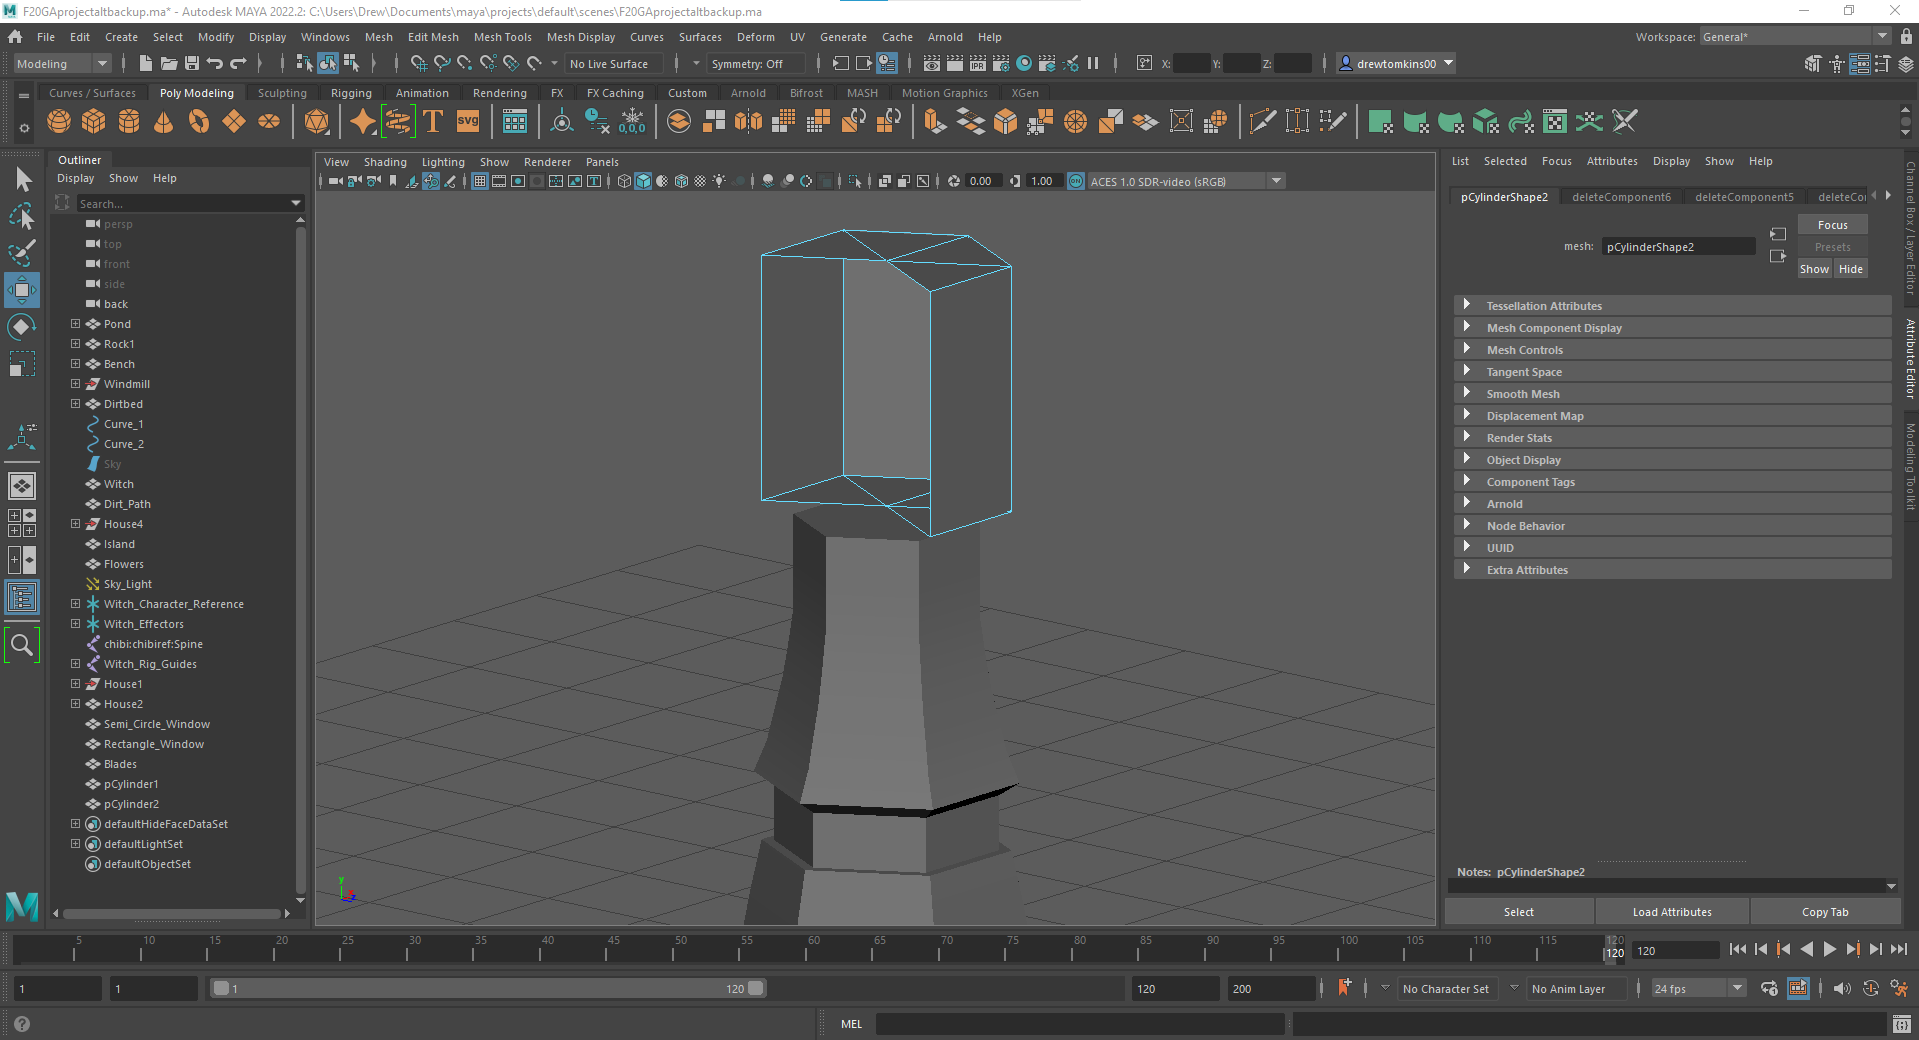 F20GAprojectaltbackup.ma* - Autodesk MAYA 2022.2: C:\Users\Drew\Documents\maya\projects\default\scenes\F20GAprojectaltbackup.ma
File Edit Create Select Modify Display Windows Mesh Edit Mesh Mesh Tools Mesh Display Curves Surfaces Deform UV Generate Cache Arnold Help
Workspace: General*
Modeling No Live Surface Symmetry: Off X: Y: Z: drewtomkins00
Curves / Surfaces Poly Modeling Sculpting Rigging Animation Rendering FX FX Caching Custom Arnold Bifrost MASH Motion Graphics XGen
T SVG 0,0,0
IPR
Outliner
Display Show Help
Search...
persp
top
front
side
back
Pond
Rock1
Bench
Windmill
Dirtbed
Curve_1
Curve_2
Sky
Witch
Dirt_Path
House4
Island
Flowers
Sky_Light
Witch_Character_Reference
Witch_Effectors
chibi:chibiref:Spine
Witch_Rig_Guides
House1
House2
Semi_Circle_Window
Rectangle_Window
Blades
pCylinder1
pCylinder2
defaultHideFaceDataSet
defaultLightSet
defaultObjectSet
View Shading Lighting Show Renderer Panels
0.00 1.00 ON ACES 1.0 SDR-video (sRGB)
y
List Selected Focus Attributes Display Show Help
pCylinderShape2 deleteComponent6 deleteComponent5 deleteCo
mesh: pCylinderShape2
Focus
Presets
Show Hide
Tessellation Attributes
Mesh Component Display
Mesh Controls
Tangent Space
Smooth Mesh
Displacement Map
Render Stats
Object Display
Component Tags
Arnold
Node Behavior
UUID
Extra Attributes
Notes: pCylinderShape2
Select Load Attributes Copy Tab
Channel Box / Layer Editor
Attribute Editor
Modeling Toolkit
5 10 15 20 25 30 35 40 45 50 55 60 65 70 75 80 85 90 95 100 105 110 115 120
120 120
1 1 1 120 120 200 No Character Set No Anim Layer 24 fps
MEL